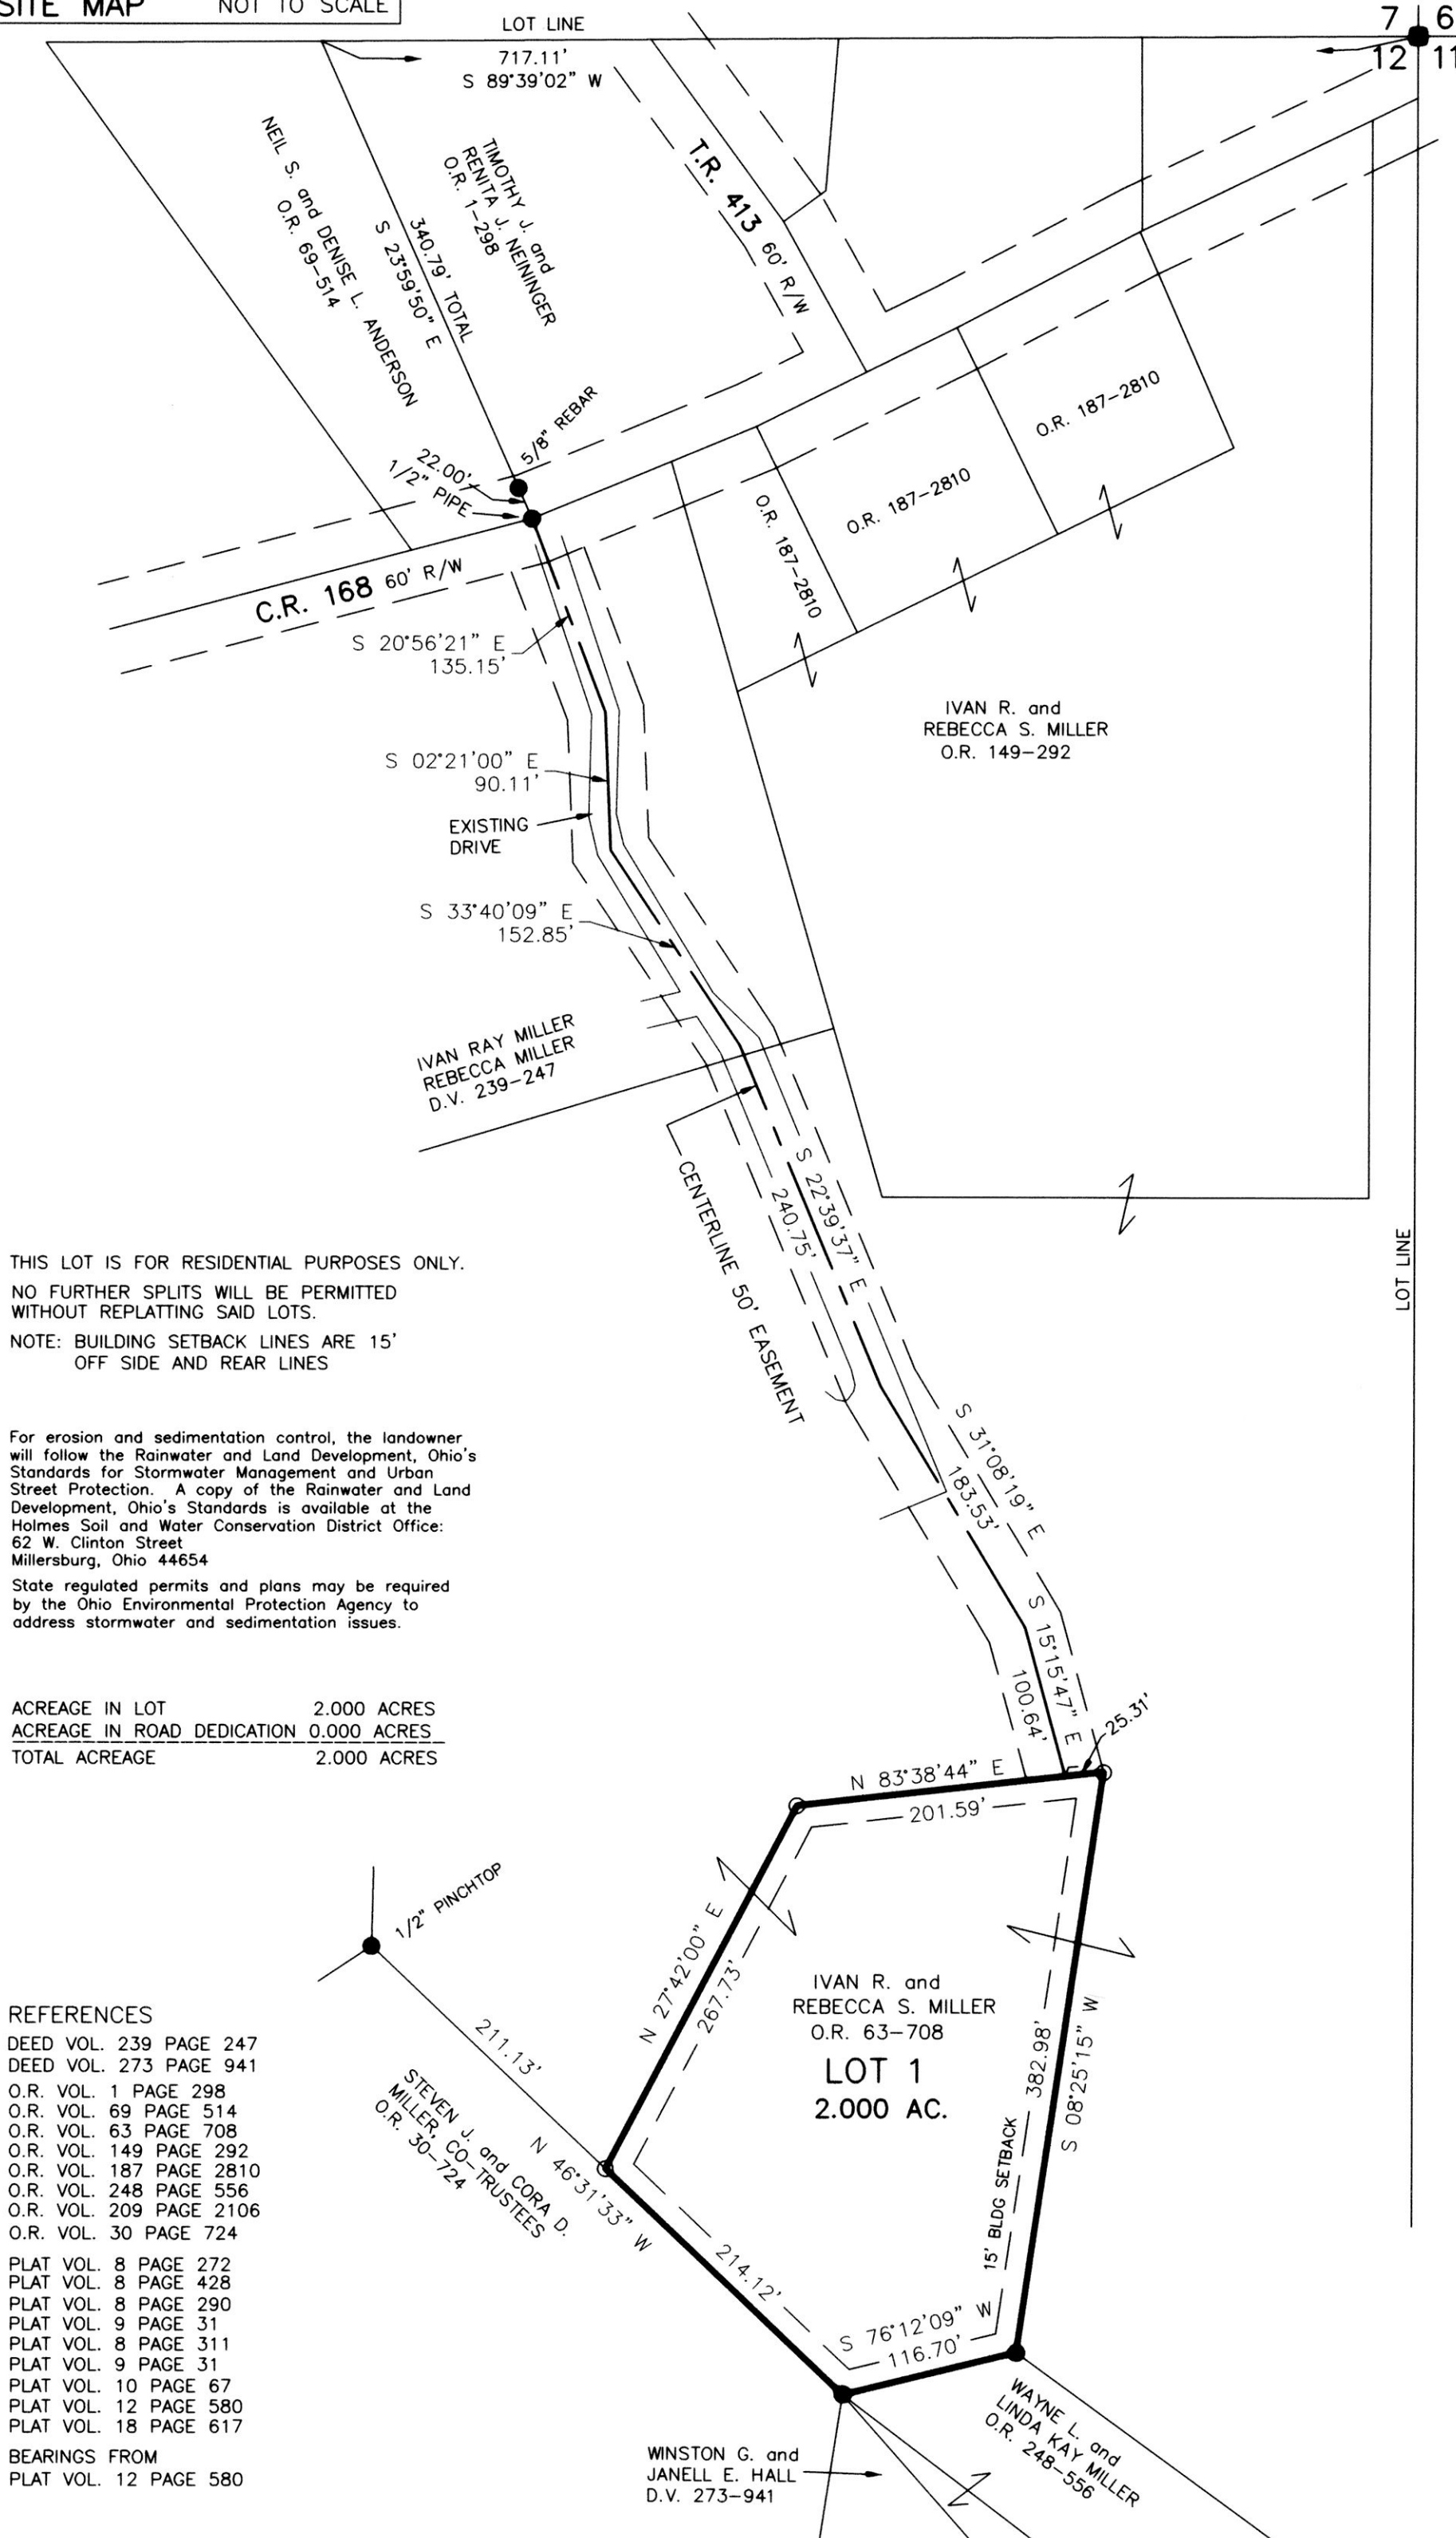 SITE MAP NOT TO SCALE
LOT LINE
717.11'
S 89°39'02" W
7 6
12 11
NEIL S. and DENISE L. ANDERSON
O.R. 69-514
340.79' TOTAL
S 23°59'50" E
TIMOTHY J. and
RENITA J. NEININGER
O.R. 1-298
T.R. 413 60' R/W
5/8" REBAR
22.00'
1/2" PIPE
C.R. 168 60' R/W
O.R. 187-2810
O.R. 187-2810
O.R. 187-2810
S 20°56'21" E
135.15'
IVAN R. and
REBECCA S. MILLER
O.R. 149-292
S 02°21'00" E
90.11'
EXISTING
DRIVE
S 33°40'09" E
152.85'
IVAN RAY MILLER
REBECCA MILLER
D.V. 239-247
CENTERLINE 50' EASEMENT
S 22°39'37" E
240.75'
LOT LINE
THIS LOT IS FOR RESIDENTIAL PURPOSES ONLY.
NO FURTHER SPLITS WILL BE PERMITTED
WITHOUT REPLATTING SAID LOTS.
NOTE: BUILDING SETBACK LINES ARE 15'
OFF SIDE AND REAR LINES
For erosion and sedimentation control, the landowner
will follow the Rainwater and Land Development, Ohio's
Standards for Stormwater Management and Urban
Street Protection. A copy of the Rainwater and Land
Development, Ohio's Standards is available at the
Holmes Soil and Water Conservation District Office:
62 W. Clinton Street
Millersburg, Ohio 44654
State regulated permits and plans may be required
by the Ohio Environmental Protection Agency to
address stormwater and sedimentation issues.
S 31°08'19" E
183.53'
S 15°15'47" E
100.64'
25.31'
ACREAGE IN LOT 2.000 ACRES
ACREAGE IN ROAD DEDICATION 0.000 ACRES
TOTAL ACREAGE 2.000 ACRES
N 83°38'44" E
201.59'
1/2" PINCHTOP
211.13'
N 27°42'00" E
267.73'
IVAN R. and
REBECCA S. MILLER
O.R. 63-708
LOT 1
2.000 AC.
382.98'
S 08°25'15" W
15' BLDG SETBACK
STEVEN J. and CORA D.
MILLER, CO-TRUSTEES
O.R. 30-724
N 46°31'33" W
214.12'
S 76°12'09" W
116.70'
REFERENCES
DEED VOL. 239 PAGE 247
DEED VOL. 273 PAGE 941
O.R. VOL. 1 PAGE 298
O.R. VOL. 69 PAGE 514
O.R. VOL. 63 PAGE 708
O.R. VOL. 149 PAGE 292
O.R. VOL. 187 PAGE 2810
O.R. VOL. 248 PAGE 556
O.R. VOL. 209 PAGE 2106
O.R. VOL. 30 PAGE 724
PLAT VOL. 8 PAGE 272
PLAT VOL. 8 PAGE 428
PLAT VOL. 8 PAGE 290
PLAT VOL. 9 PAGE 31
PLAT VOL. 8 PAGE 311
PLAT VOL. 9 PAGE 31
PLAT VOL. 10 PAGE 67
PLAT VOL. 12 PAGE 580
PLAT VOL. 18 PAGE 617
BEARINGS FROM
PLAT VOL. 12 PAGE 580
WINSTON G. and
JANELL E. HALL
D.V. 273-941
WAYNE L. and
LINDA KAY MILLER
O.R. 248-556